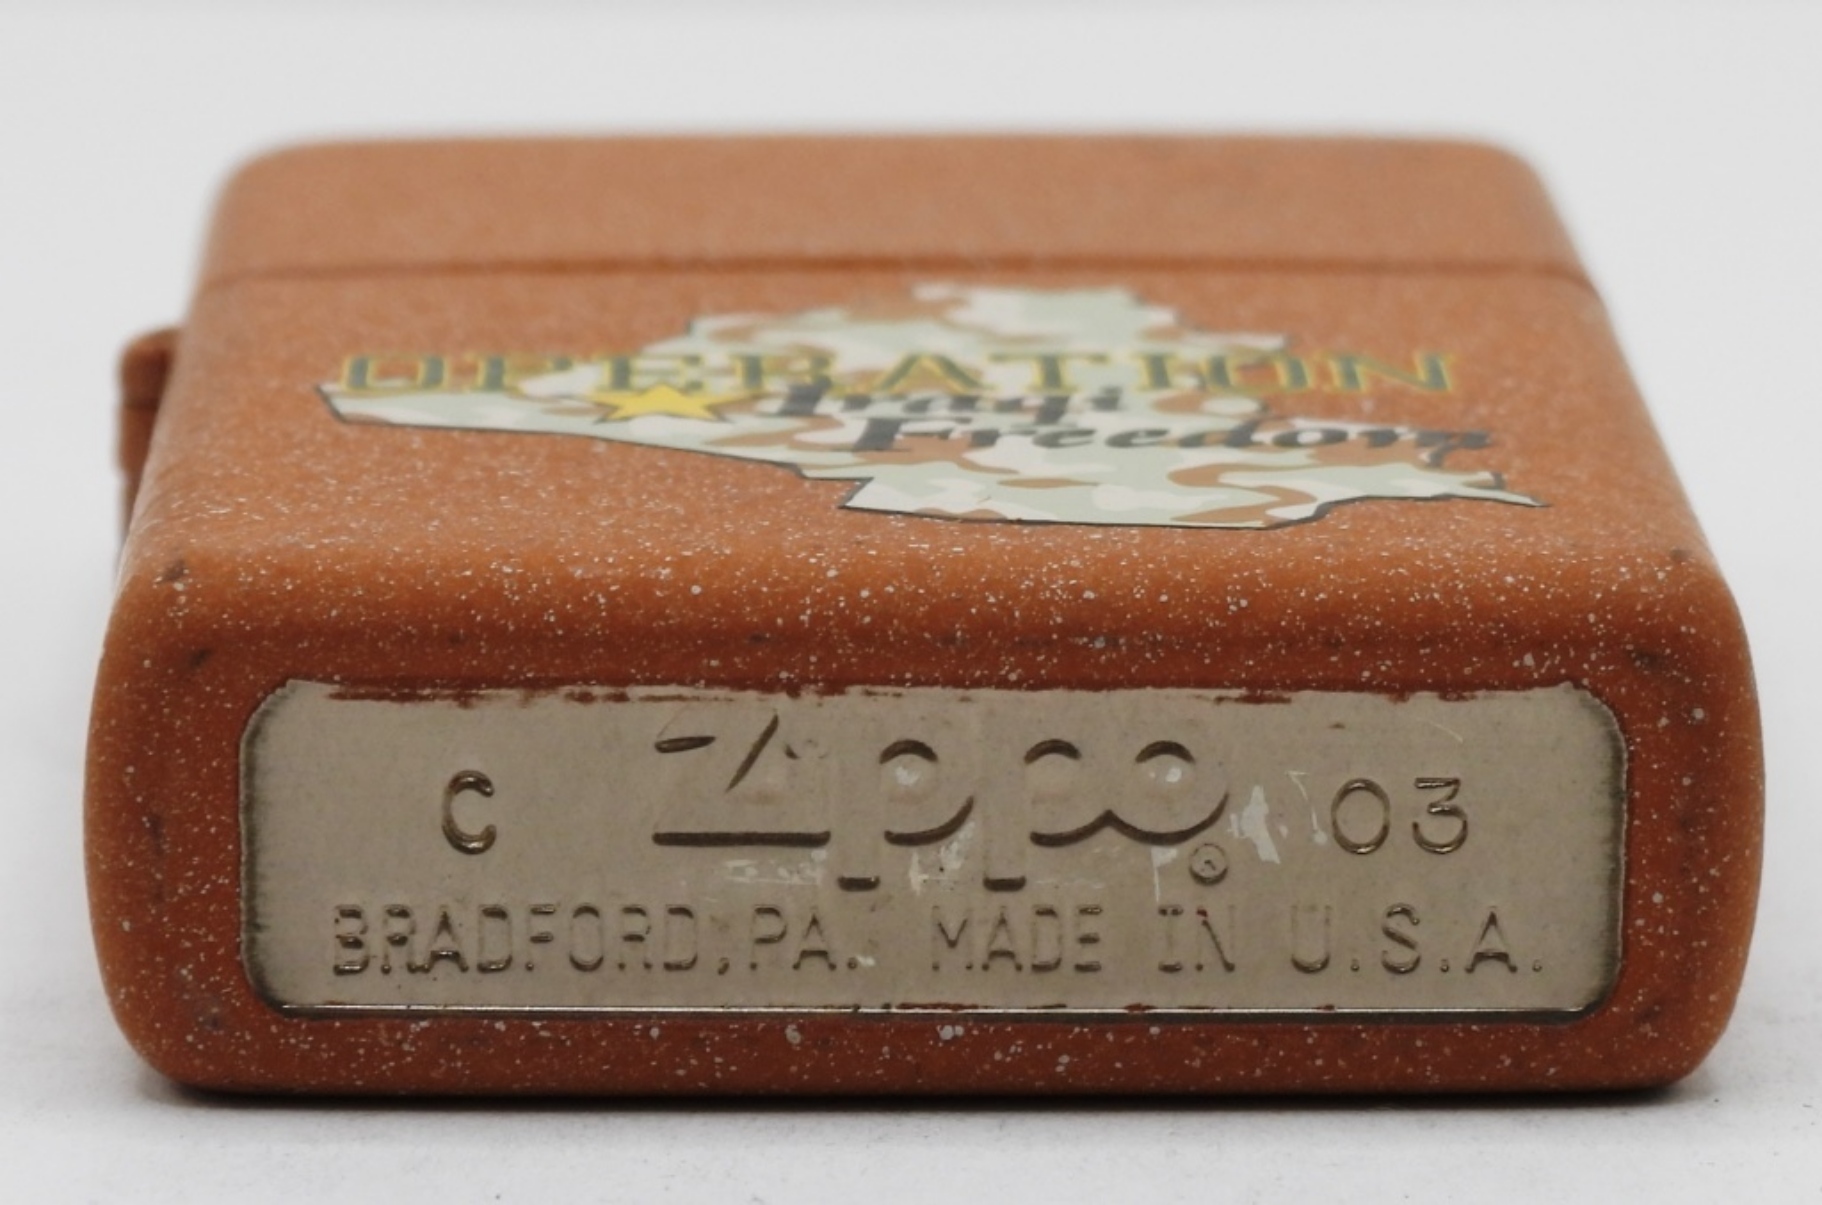 OPERATION
Iraqi
Freedom
C Zippo ® 03
BRADFORD, PA. MADE IN U.S.A.